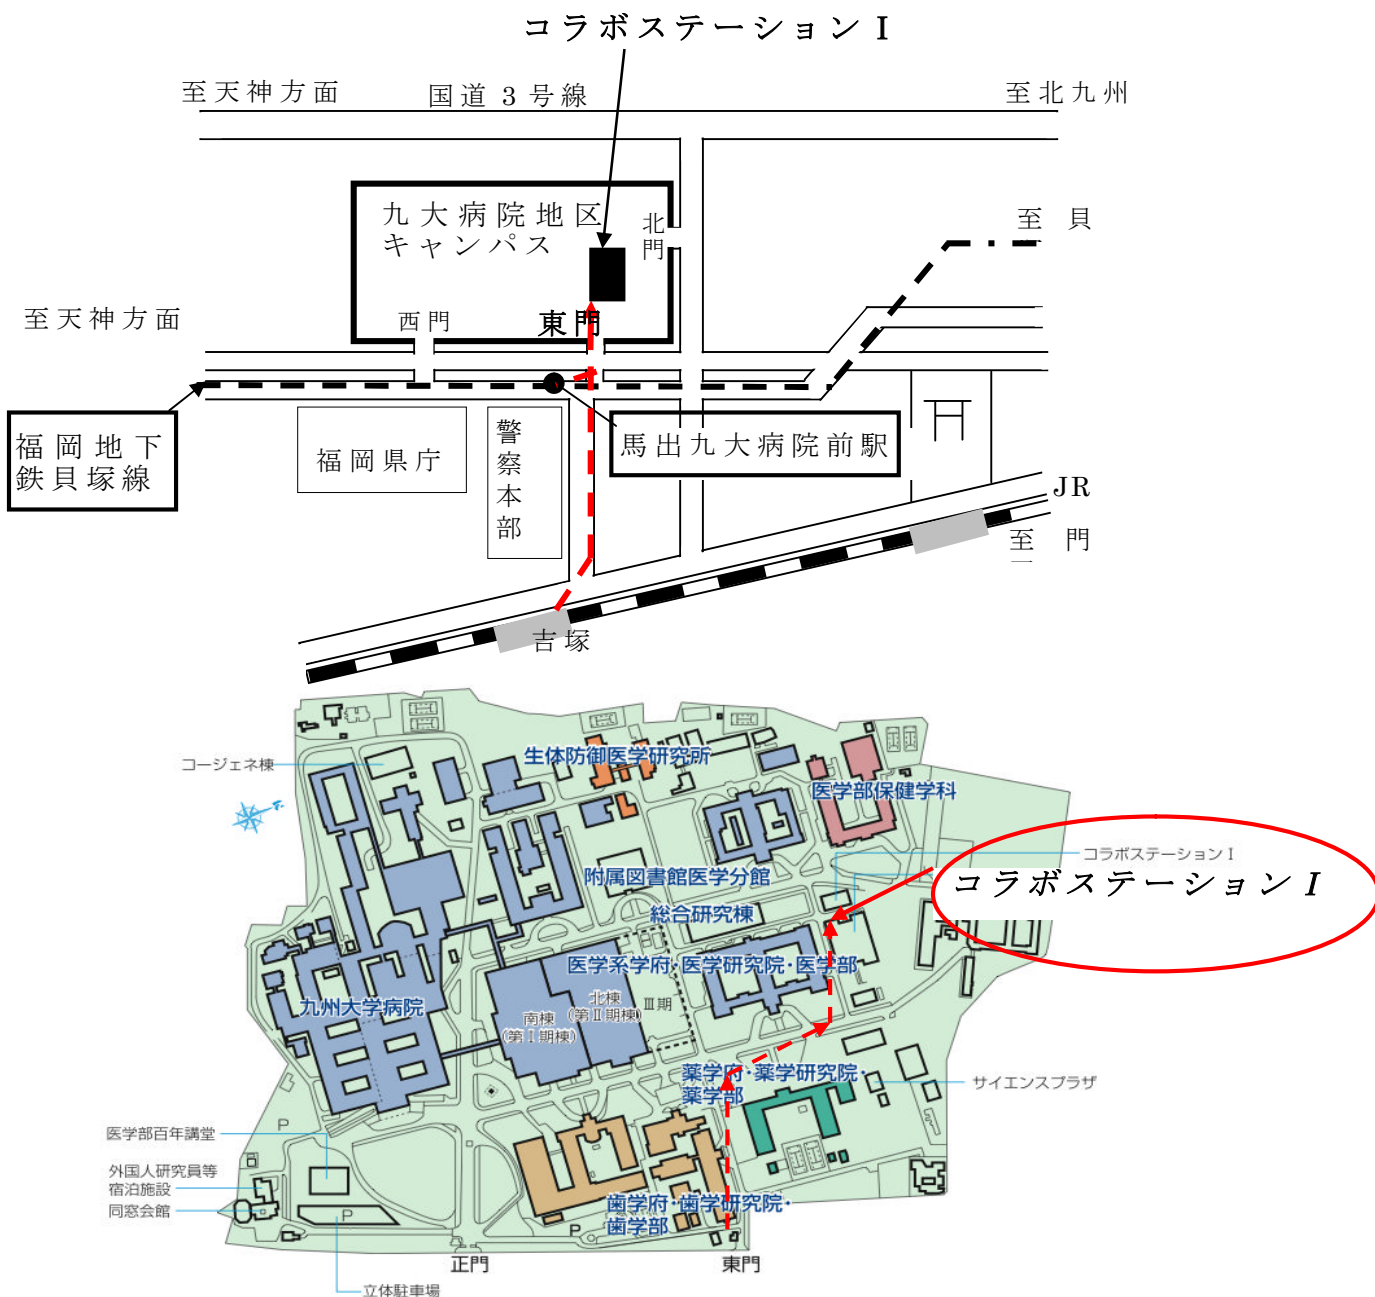 コラボステーションⅠ
至天神方面
国道3号線
至北九州
九大病院地区
キャンパス
北門
至 貝
至天神方面
西門
東門
福岡地下
鉄貝塚線
福岡県庁
警察本部
馬出九大病院前駅
JR
至 門
吉塚
コージェネ棟
生体防御医学研究所
医学部保健学科
コラボステーションⅠ
コラボステーションⅠ
附属図書館医学分館
総合研究棟
医学系学府・医学研究院・医学部
九州大学病院
南棟
(第Ⅰ期棟)
北棟
(第Ⅱ期棟)
Ⅲ期
薬学府・薬学研究院・
薬学部
サイエンスプラザ
P
医学部百年講堂
外国人研究員等
宿泊施設
同窓会館
P
歯学府・歯学研究院・
歯学部
P
正門
東門
立体駐車場